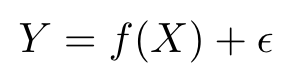 Y = f(X) + ϵ